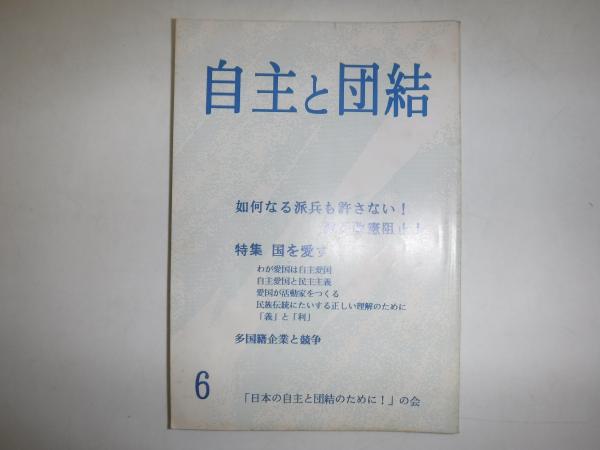 自主と団結
如何なる派兵も許さない！
改憲阻止！
特集 国を愛す
わが愛国は自主愛国
自主愛国と民主主義
愛国が活動家をつくる
民族伝統にたいする正しい理解のために
「義」と「利」
多国籍企業と競争
6
「日本の自主と団結のために！」の会